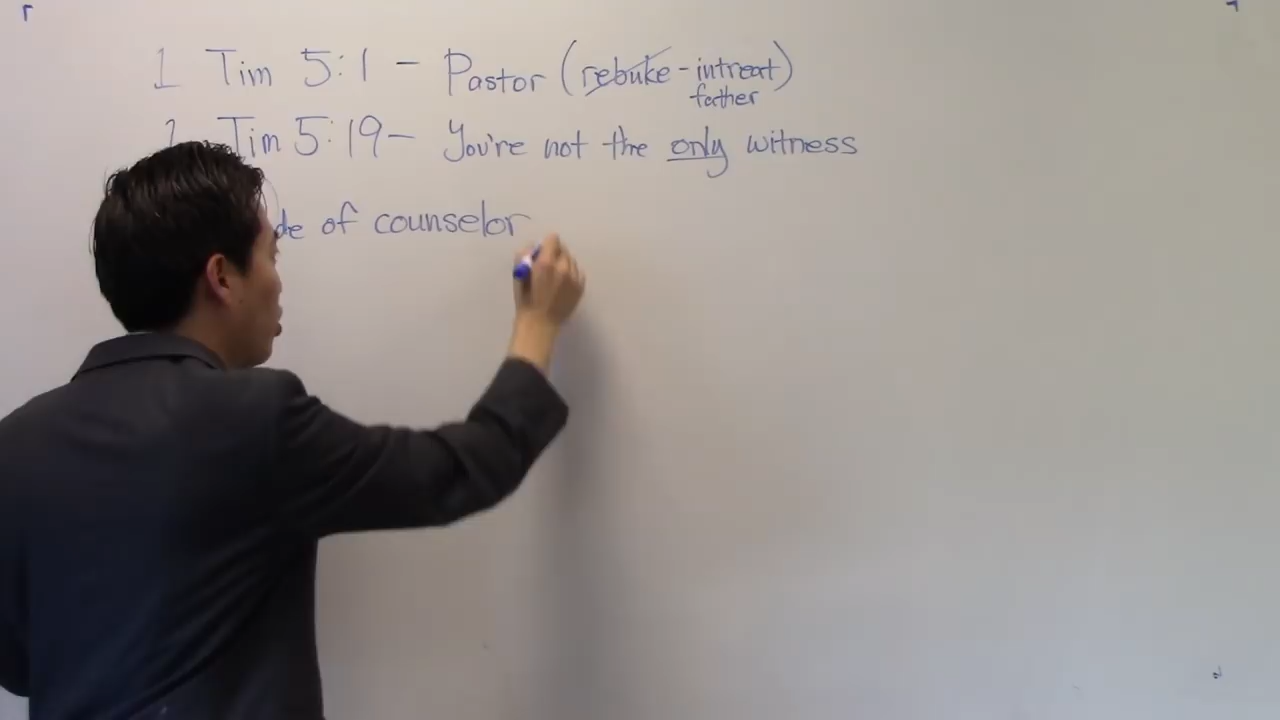 1 Tim 5:1 - Pastor (rebuke - intreat)
father
1 Tim 5:19 - You're not the only witness
of counselor